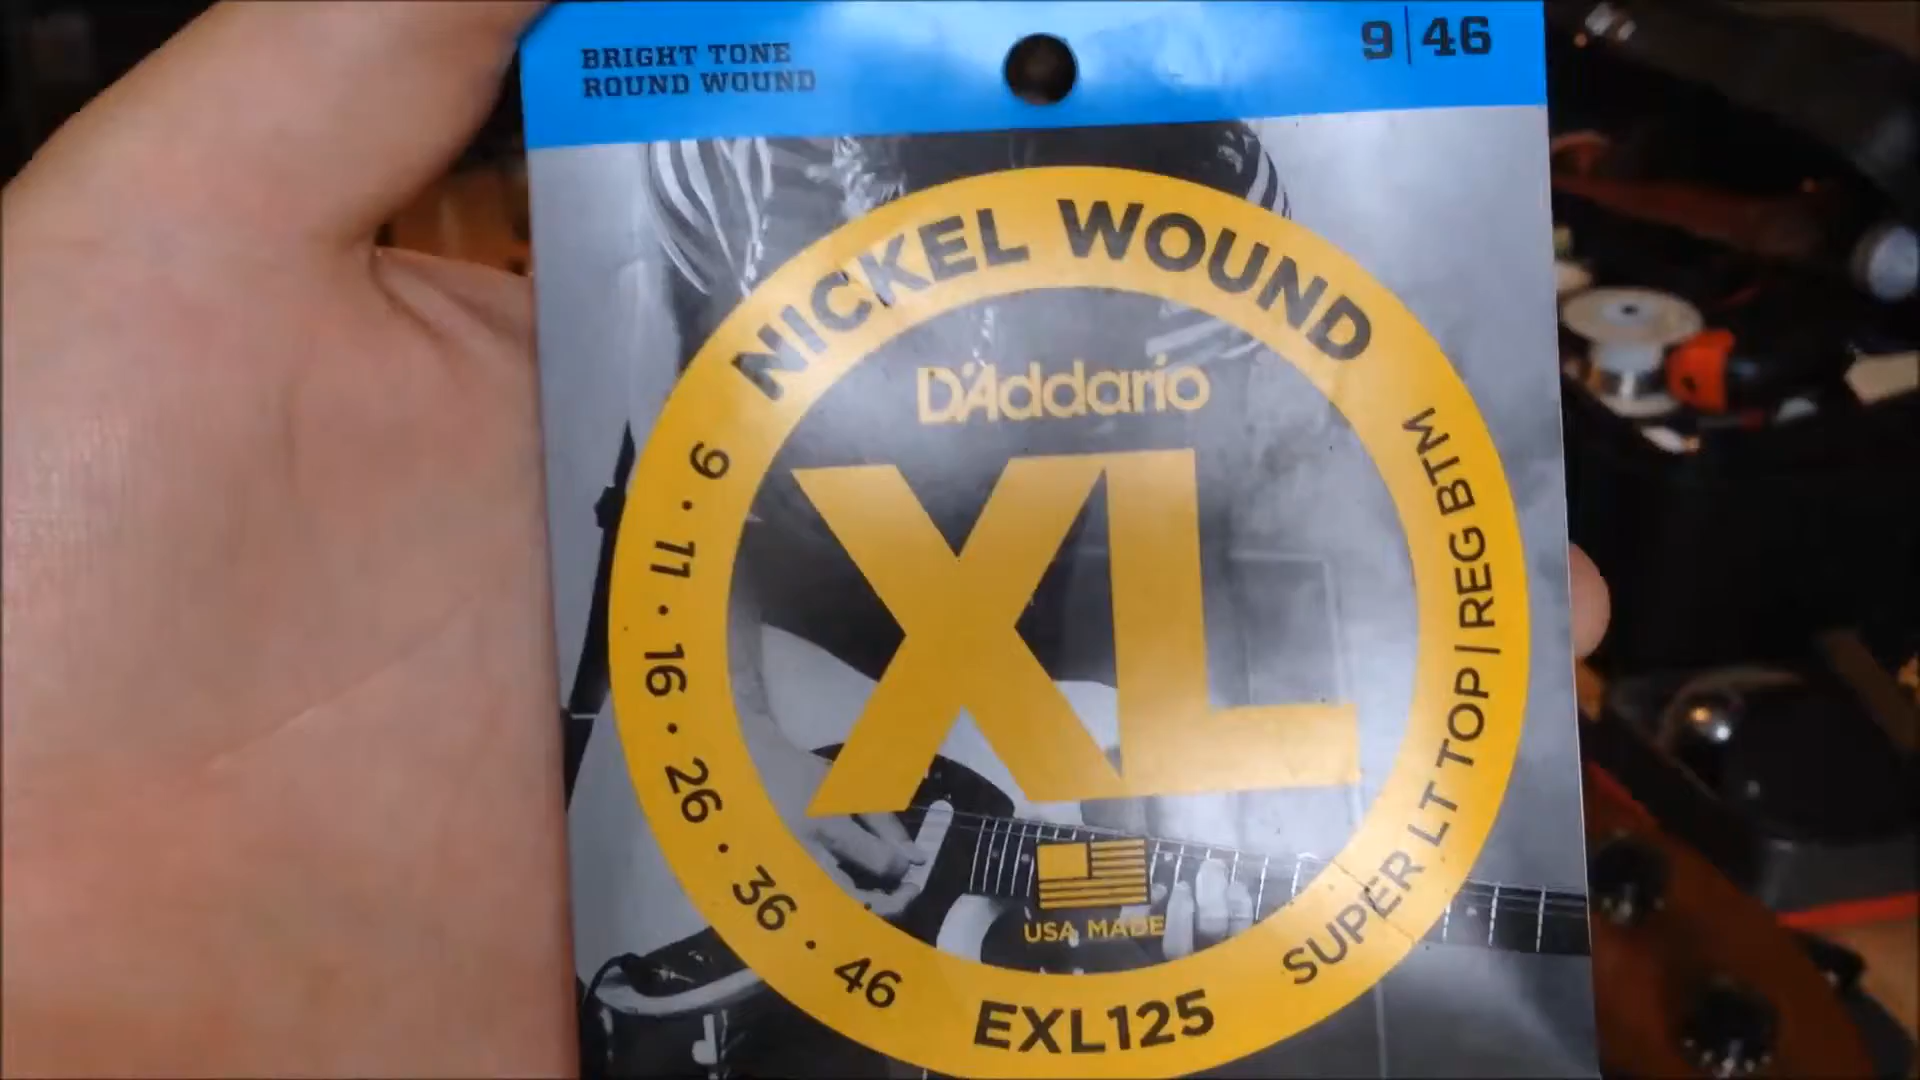 BRIGHT TONE
ROUND WOUND
9|46
NICKEL WOUND
D'Addario
XL
9 · 11 · 16 · 26 · 36 · 46
SUPER LT TOP | REG BTM
USA MADE
EXL125